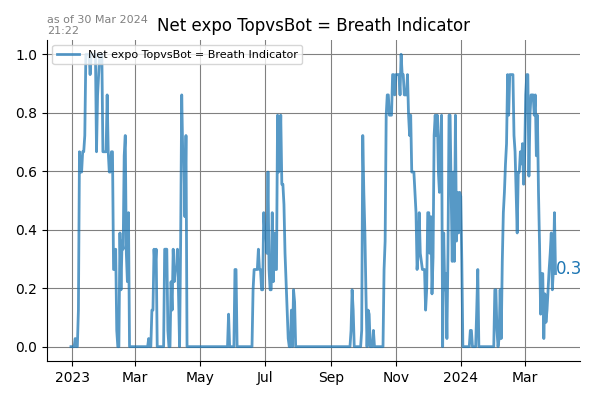 as of 30 Mar 2024
21:22
Net expo TopvsBot = Breath Indicator
Net expo TopvsBot = Breath Indicator
1.0
0.8
0.6
0.4
0.2
0.0
0.3
2023 Mar May Jul Sep Nov 2024 Mar